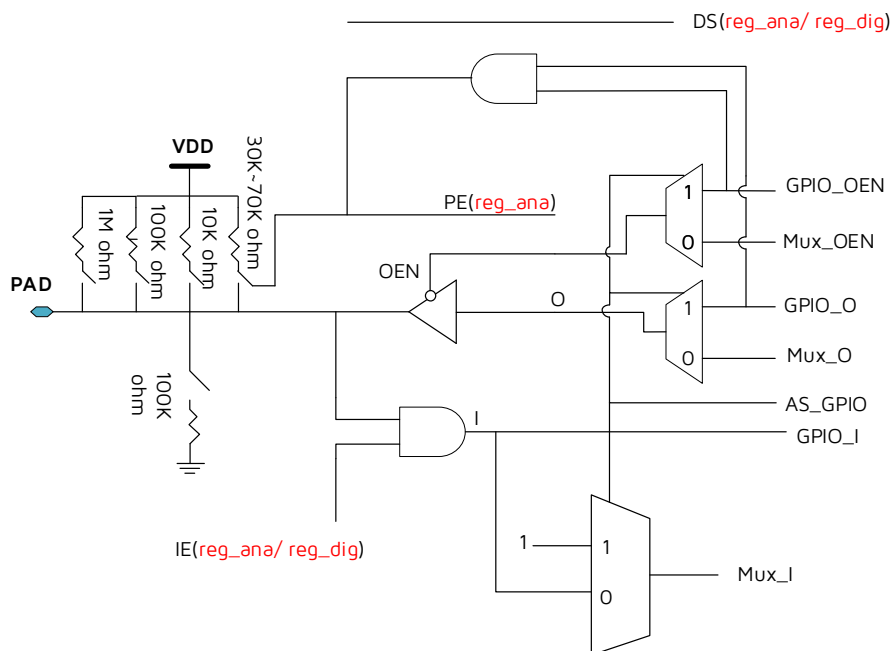 DS(reg_ana/ reg_dig)
VDD
30K~70K ohm
10K ohm
100K ohm
1M ohm
PE(reg_ana)
1
GPIO_OEN
0
Mux_OEN
OEN
PAD
O
1
GPIO_O
0
Mux_O
100K
ohm
AS_GPIO
I
GPIO_I
IE(reg_ana/ reg_dig)
1
1
Mux_I
0